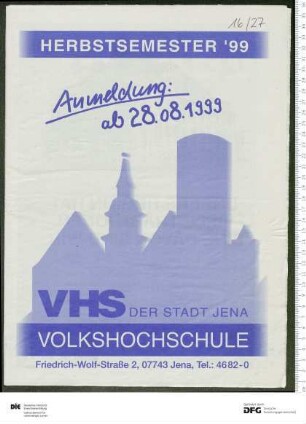 16/27
HERBSTSEMESTER '99
Anmeldung:
ab 28.08.1999
VHS DER STADT JENA
VOLKSHOCHSCHULE
Friedrich-Wolf-Straße 2, 07743 Jena, Tel.: 4682-0
DFG